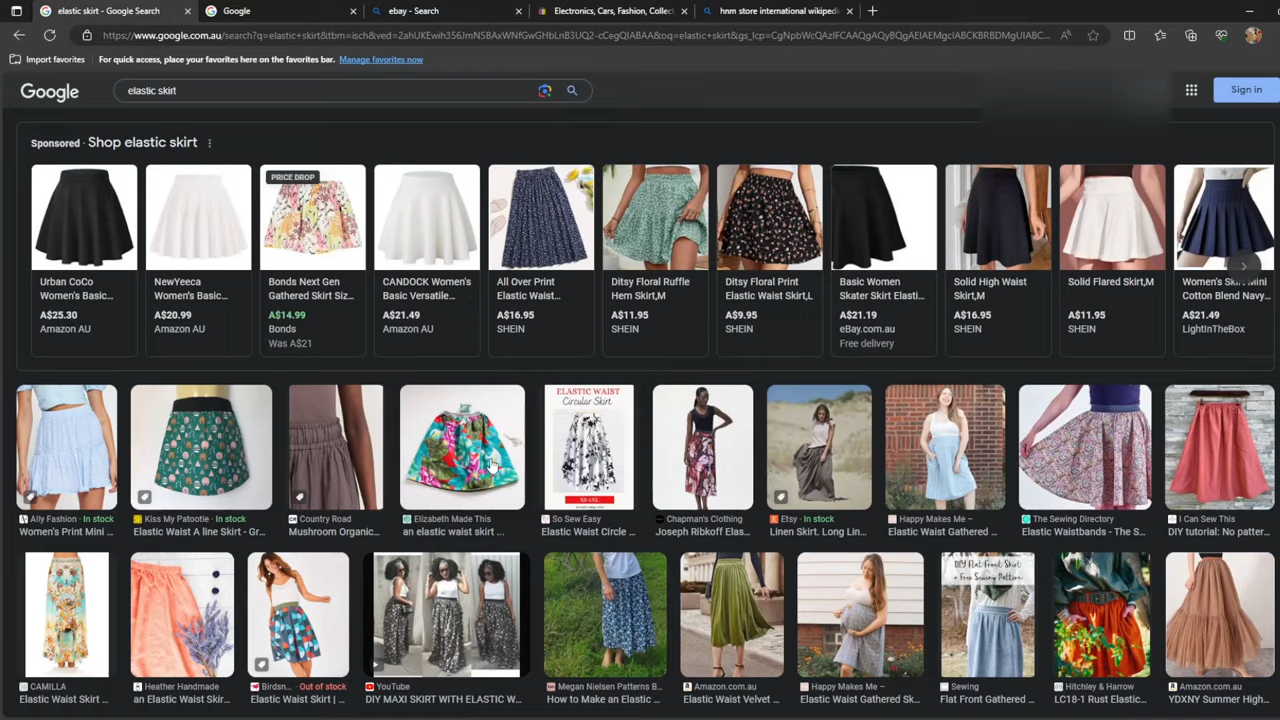 elastic skirt - Google Search
Google
ebay - Search
Electronics, Cars, Fashion, Collect
hnm store international wikiped
https://www.google.com.au/search?q=elastic+skirt&tbm=isch&ved=
Import favorites
For quick access, place your favorites here on the favorites bar. Manage favorites now
Google
elastic skirt
Sign in
Sponsored · Shop elastic skirt
PRICE DROP
Urban CoCo
Women's Basic...
A$25.30
Amazon AU
NewYeeca
Women's Basic...
A$20.99
Amazon AU
Bonds Next Gen
Gathered Skirt Siz...
A$14.99
Bonds
Was A$21
CANDOCK Women's
Basic Versatile...
A$21.49
Amazon AU
All Over Print
Elastic Waist...
A$16.95
SHEIN
Ditsy Floral Ruffle
Hem Skirt,M
A$11.95
SHEIN
Ditsy Floral Print
Elastic Waist Skirt,L
A$9.95
SHEIN
Basic Women
Skater Skirt Elasti...
A$21.19
eBay.com.au
Free delivery
Solid High Waist
Skirt,M
A$16.95
SHEIN
Solid Flared Skirt,M
A$11.95
SHEIN
Women's Skirt Mini
Cotton Blend Navy...
A$21.49
LightInTheBox
ELASTIC WAIST
Circular Skirt
XS-4XL
Ally Fashion · In stock
Women's Print Mini ...
Kiss My Patootie · In stock
Elastic Waist A line Skirt - Gr...
Country Road
Mushroom Organic...
Elizabeth Made This
an elastic waist skirt ...
So Sew Easy
Elastic Waist Circle ...
Chapman's Clothing
Joseph Ribkoff Elas...
Etsy · In stock
Linen Skirt. Long Lin...
Happy Makes Me –
Elastic Waist Gathered ...
The Sewing Directory
Elastic Waistbands - The S...
I Can Sew This
DIY tutorial: No patter...
DIY Flat Front Skirt
+ Free Sewing Pattern
CAMILLA
Elastic Waist Skirt ...
Heather Handmade
an Elastic Waist Skir...
Birdsn... · Out of stock
Elastic Waist Skirt | ...
YouTube
DIY MAXI SKIRT WITH ELASTIC W...
Megan Nielsen Patterns B...
How to Make an Elastic ...
Amazon.com.au
Elastic Waist Velvet ...
Happy Makes Me –
Elastic Waist Gathered Sk...
Sewing
Flat Front Gathered ...
Hitchley & Harrow
LC18-1 Rust Elastic...
Amazon.com.au
YDXNY Summer High...